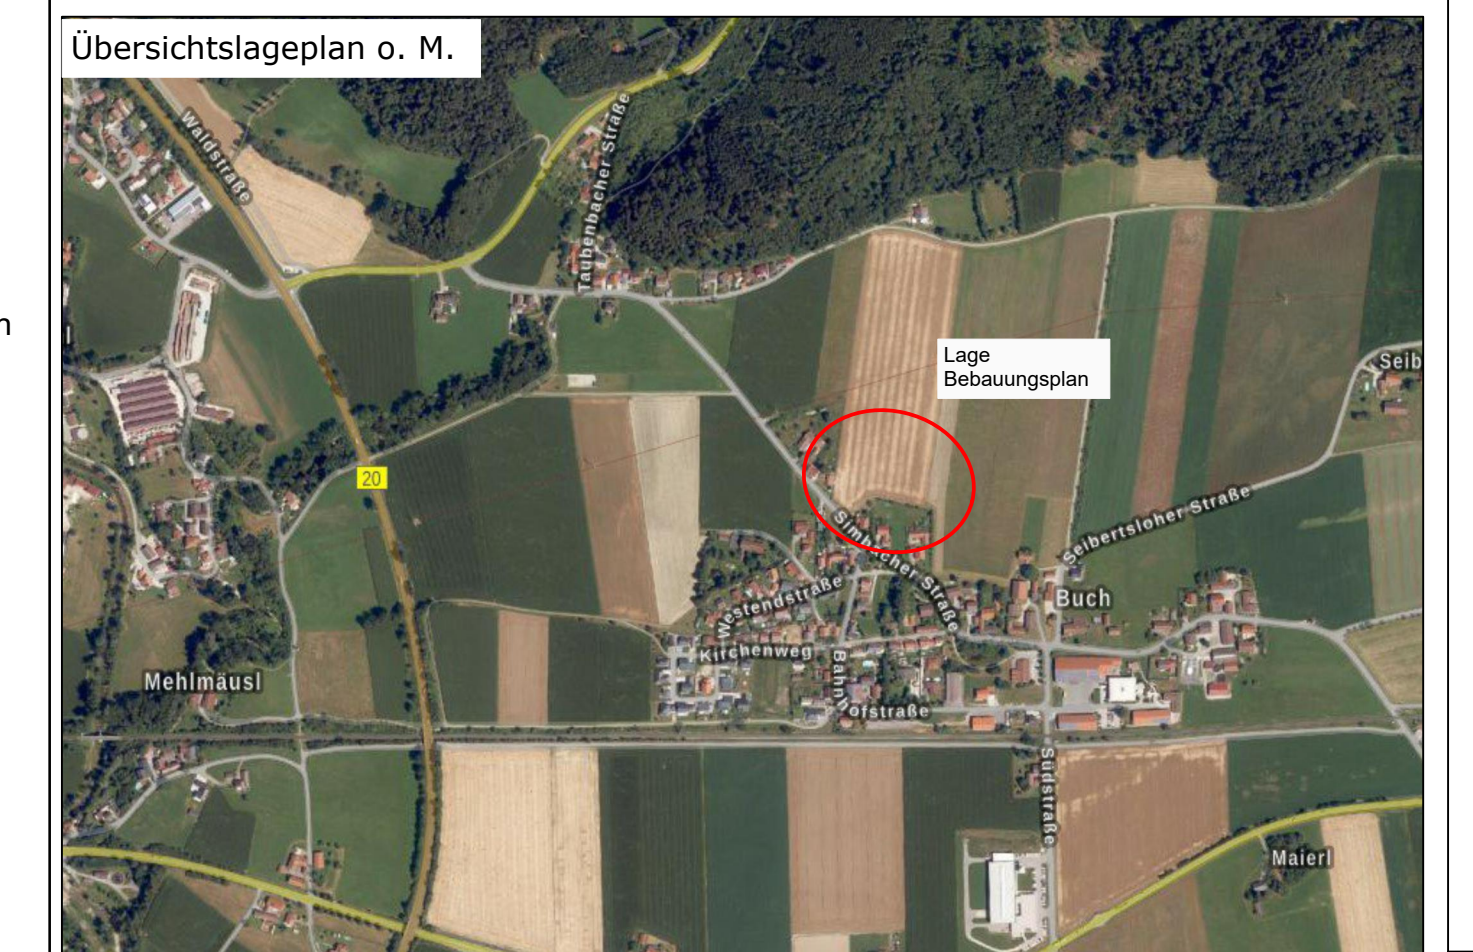 Übersichtslageplan o. M.
Waldstraße
Taubenbacher Straße
n
Lage
Bebauungsplan
Seib
20
Seibertsloher Straße
Simbacher Straße
Westendstraße
Buch
Kirchenweg
Bahnhofstraße
Mehlmäusl
Südstraße
Maierl